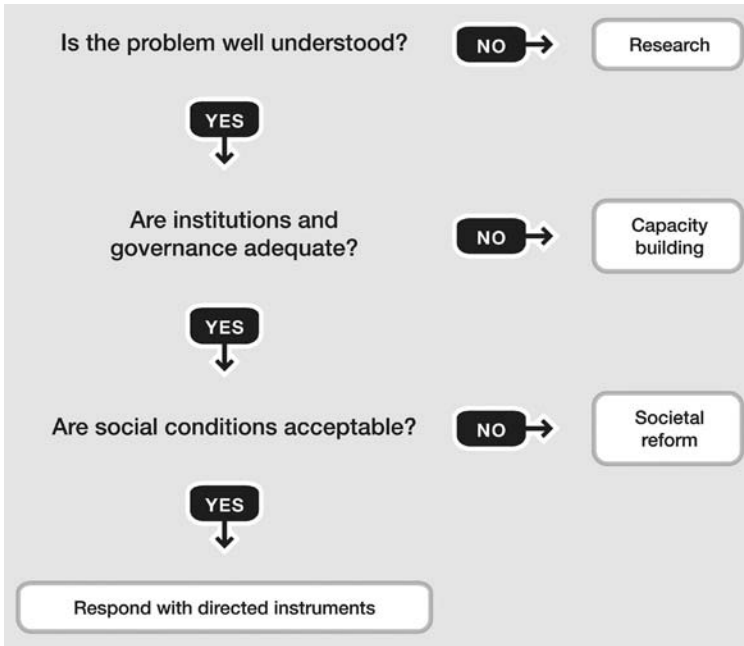 Is the problem well understood?
NO
Research
YES
Are institutions and
governance adequate?
NO
Capacity
building
YES
Are social conditions acceptable?
NO
Societal
reform
YES
Respond with directed instruments